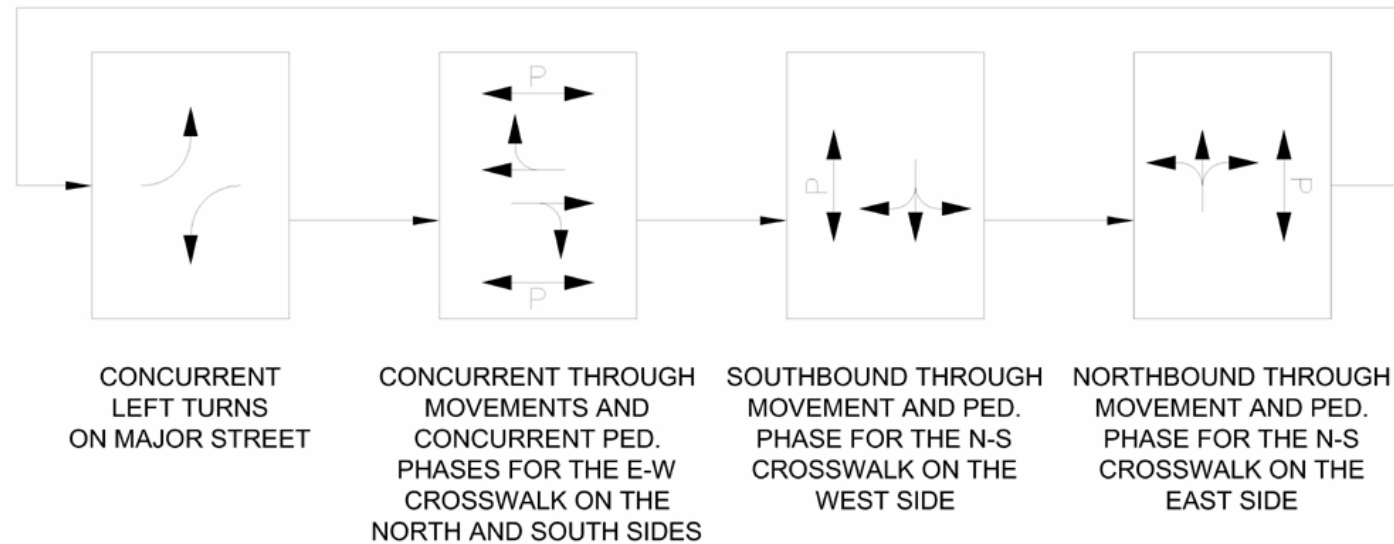 P
P
P
P
CONCURRENT
LEFT TURNS
ON MAJOR STREET
CONCURRENT THROUGH
MOVEMENTS AND
CONCURRENT PED.
PHASES FOR THE E-W
CROSSWALK ON THE
NORTH AND SOUTH SIDES
SOUTHBOUND THROUGH
MOVEMENT AND PED.
PHASE FOR THE N-S
CROSSWALK ON THE
WEST SIDE
NORTHBOUND THROUGH
MOVEMENT AND PED.
PHASE FOR THE N-S
CROSSWALK ON THE
EAST SIDE